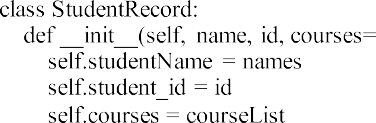 class StudentRecord:
def __init__(self, name, id, courses=
self.studentName = names
self.student_id = id
self.courses = courseList